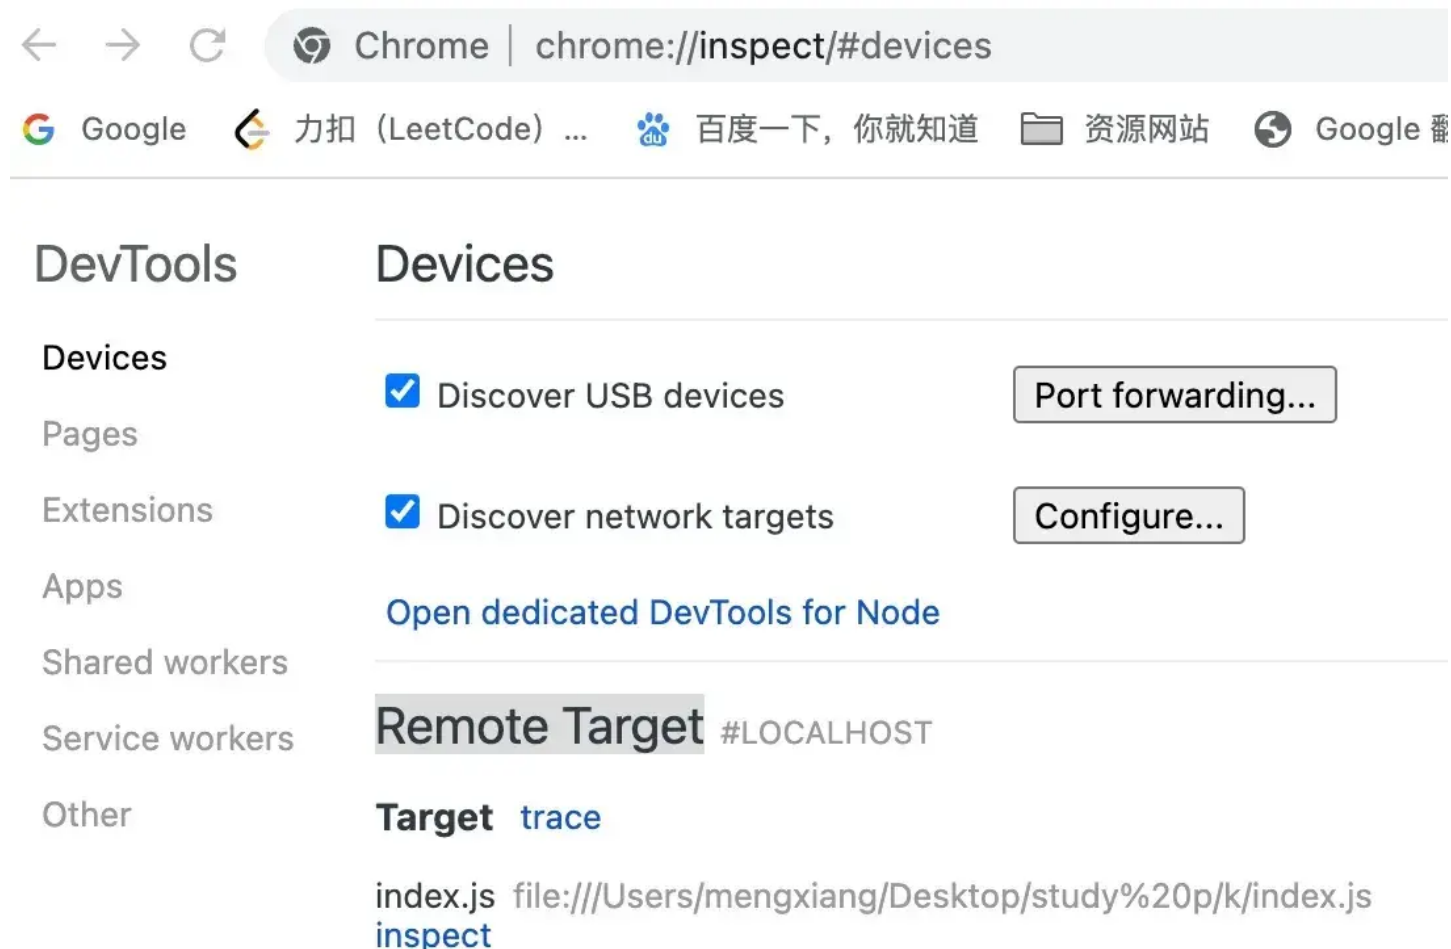 Chrome | chrome://inspect/#devices
Google 力扣（LeetCode）... 百度一下，你就知道 资源网站 Google
DevTools
Devices
Pages
Extensions
Apps
Shared workers
Service workers
Other
Devices
Discover USB devices Port forwarding...
Discover network targets Configure...
Open dedicated DevTools for Node
Remote Target #LOCALHOST
Target trace
index.js file:///Users/mengxiang/Desktop/study%20p/k/index.js
inspect